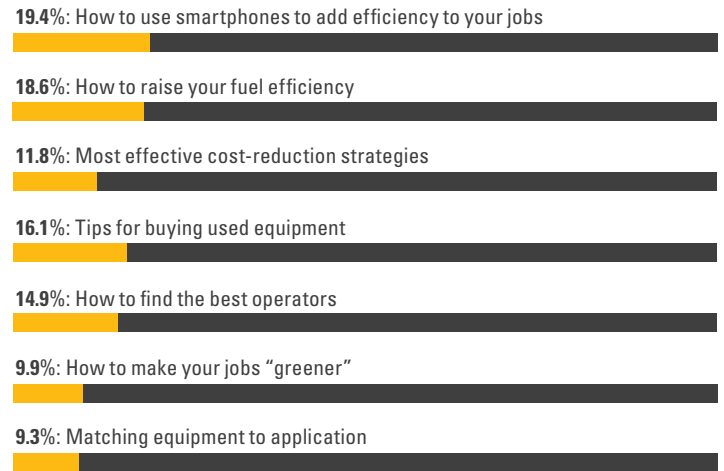 19.4%: How to use smartphones to add efficiency to your jobs
18.6%: How to raise your fuel efficiency
11.8%: Most effective cost-reduction strategies
16.1%: Tips for buying used equipment
14.9%: How to find the best operators
9.9%: How to make your jobs “greener”
9.3%: Matching equipment to application